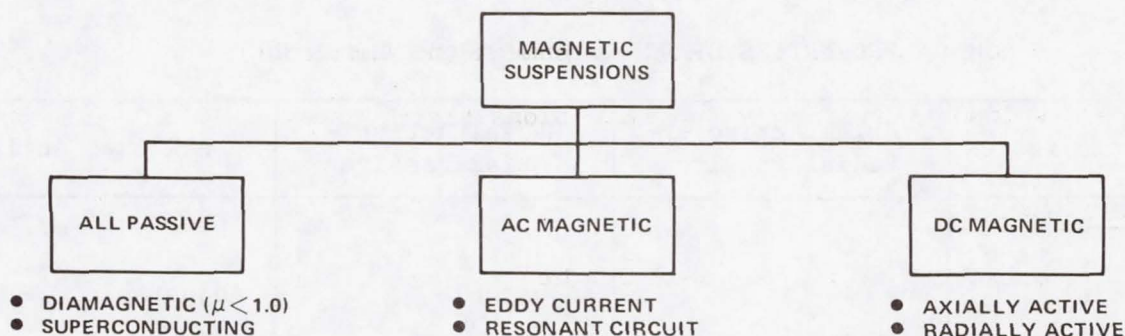 MAGNETIC
SUSPENSIONS
ALL PASSIVE
AC MAGNETIC
DC MAGNETIC
● DIAMAGNETIC (μ<1.0)
● SUPERCONDUCTING
● EDDY CURRENT
● RESONANT CIRCUIT
● AXIALLY ACTIVE
● RADIALLY ACTIVE